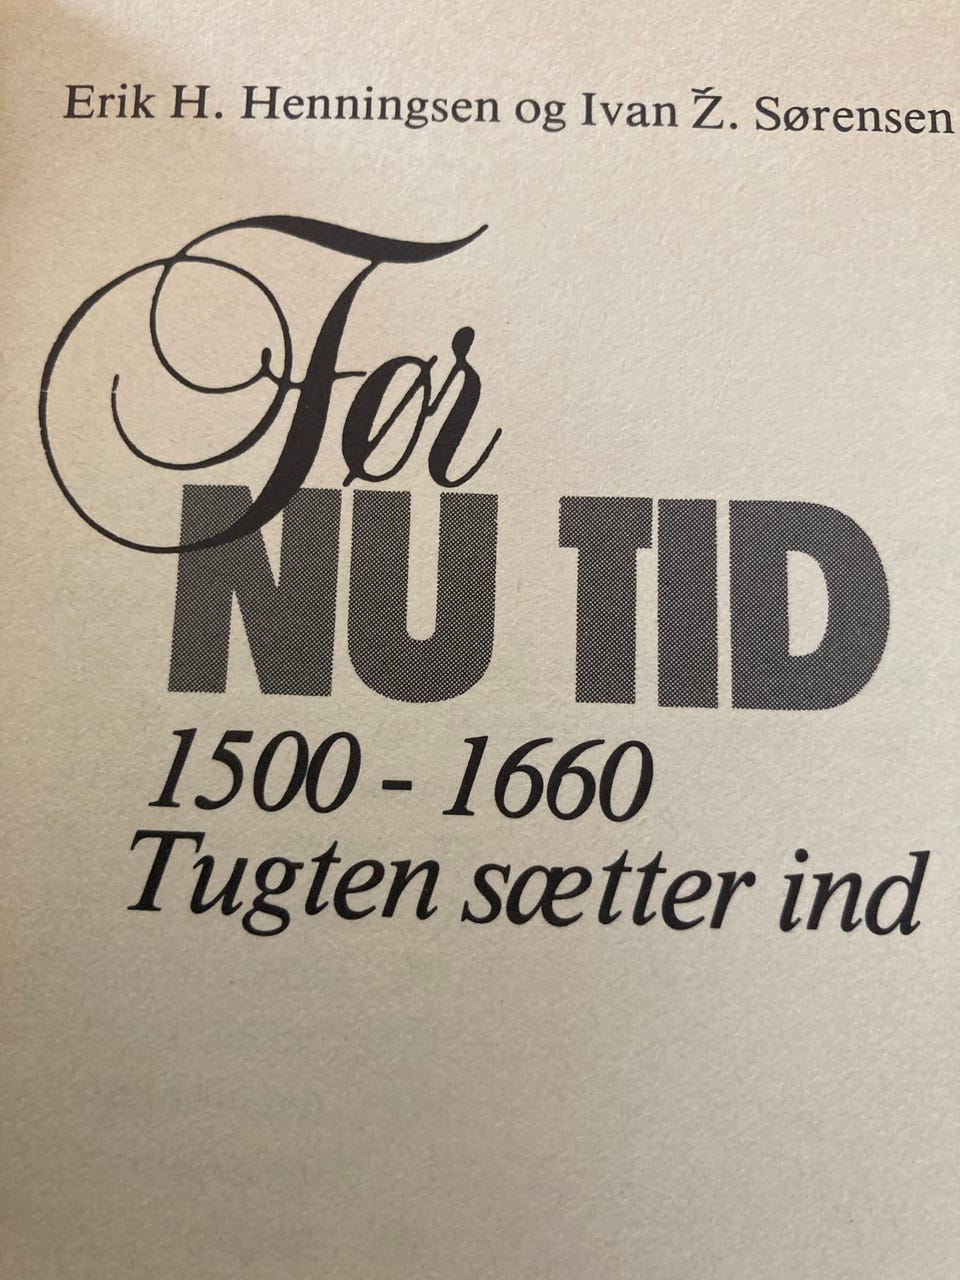 Erik H. Henningsen og Ivan Ž. Sørensen
Før
NU TID
1500 - 1660
Tugten sætter ind